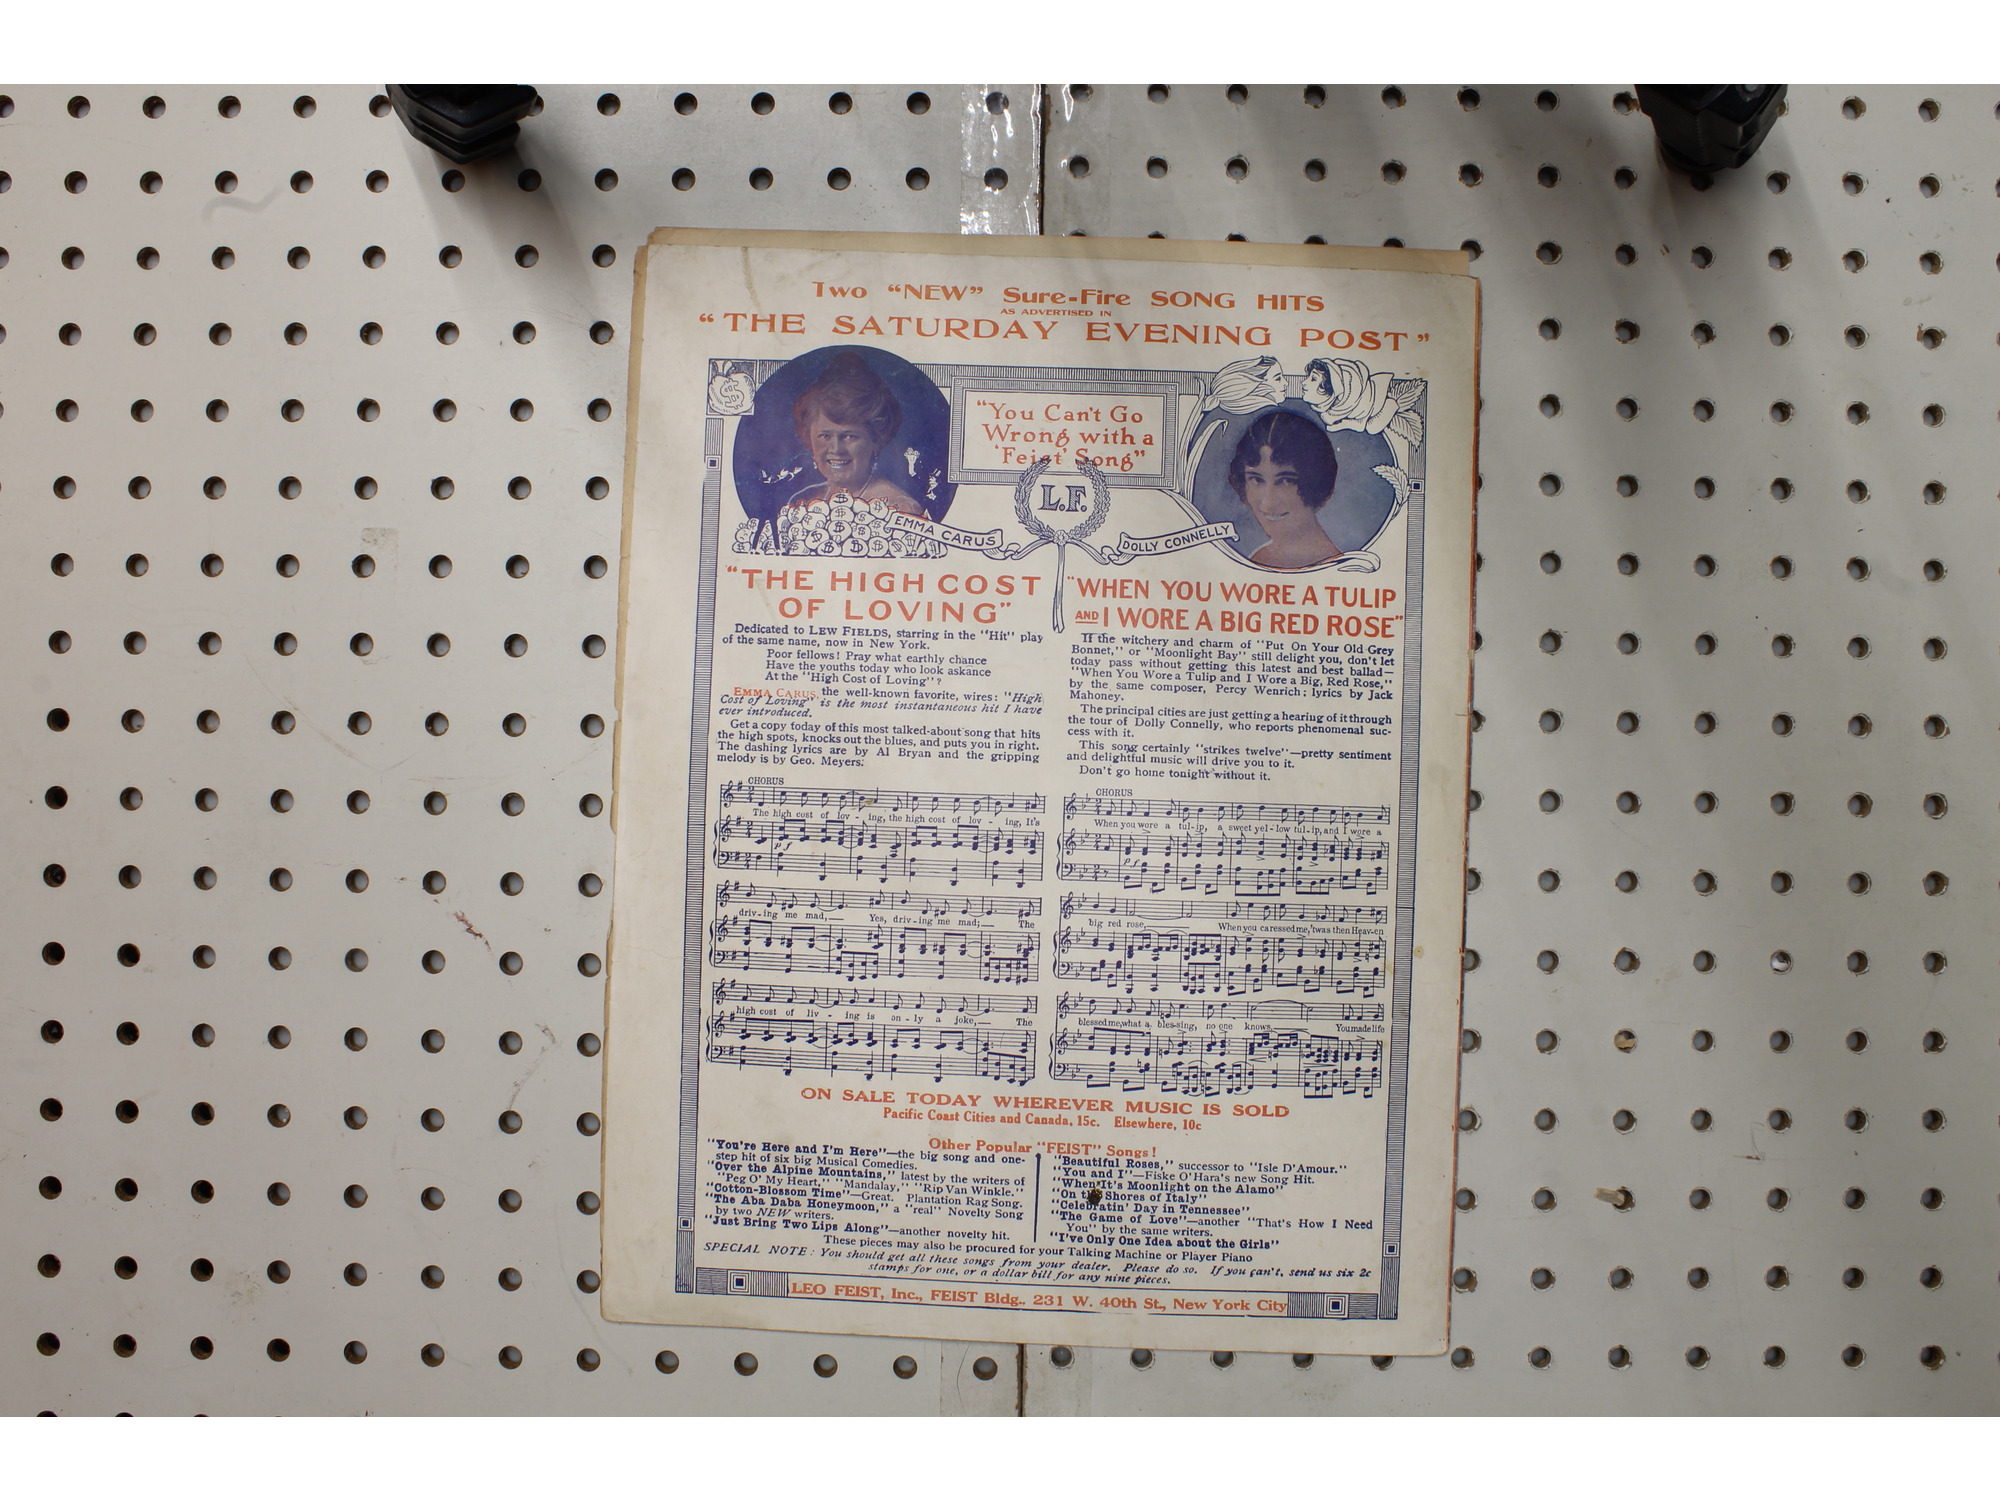 Two "NEW" Sure-Fire SONG HITS
AS ADVERTISED IN
"THE SATURDAY EVENING POST"
"You Can't Go
Wrong with a
'Feist' Song"
L.F.
EMMA CARUS
DOLLY CONNELLY
"THE HIGH COST
OF LOVING"
Dedicated to LEW FIELDS, starring in the "Hit" play
of the same name, now in New York.
Poor fellows! Pray what earthly chance
Have the youths today who look askance
At the "High Cost of Loving"?
EMMA CARUS, the well-known favorite, wires: "High
Cost of Loving" is the most instantaneous hit I have
ever introduced.
Get a copy today of this most talked-about song that hits
the high spots, knocks out the blues, and puts you in right.
The dashing lyrics are by Al Bryan and the gripping
melody is by Geo. Meyers.
CHORUS
The high cost of lov - ing, the high cost of lov - ing, It's
driv-ing me mad, Yes, driv-ing me mad; The
high cost of liv - ing is on-ly a joke, The
"WHEN YOU WORE A TULIP
AND I WORE A BIG RED ROSE"
If the witchery and charm of "Put On Your Old Grey
Bonnet," or "Moonlight Bay" still delight you, don't let
today pass without getting this latest and best ballad—
"When You Wore a Tulip and I Wore a Big, Red Rose,"
by the same composer, Percy Wenrich; lyrics by Jack
Mahoney.
The principal cities are just getting a hearing of it through
the tour of Dolly Connelly, who reports phenomenal suc-
cess with it.
This song certainly "strikes twelve"—pretty sentiment
and delightful music will drive you to it.
Don't go home tonight without it.
CHORUS
When you wore a tul-ip, a sweet yel-low tul-ip, and I wore a
big red rose, When you caressed me, 'twas then Heav-en
blessed me, what a bles-sing, no one knows, You made life
ON SALE TODAY WHEREVER MUSIC IS SOLD
Pacific Coast Cities and Canada, 15c. Elsewhere, 10c
Other Popular "FEIST" Songs!
"You're Here and I'm Here"—the big song and one-
step hit of six big Musical Comedies.
"Over the Alpine Mountains," latest by the writers of
"Peg O' My Heart," "Mandalay," "Rip Van Winkle."
"Cotton-Blossom Time"—Great. Plantation Rag Song.
"The Aba Daba Honeymoon," a "real" Novelty Song
by two NEW writers.
"Just Bring Two Lips Along"—another novelty hit.
"Beautiful Roses," successor to "Isle D'Amour."
"You and I"—Fiske O'Hara's new Song Hit.
"When It's Moonlight on the Alamo"
"On the Shores of Italy"
"Celebratin' Day in Tennessee"
"The Game of Love"—another "That's How I Need
You" by the same writers.
"I've Only One Idea about the Girls"
These pieces may also be procured for your Talking Machine or Player Piano
SPECIAL NOTE: You should get all these songs from your dealer. Please do so. If you can't, send us six 2c
stamps for one, or a dollar bill for any nine pieces.
LEO FEIST, Inc., FEIST Bldg., 231 W. 40th St., New York City